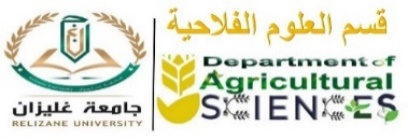 قسم العلوم الفلاحية
Department of
Agricultural
SCIENCES
جامعة غليزان
RELIZANE UNIVERSITY